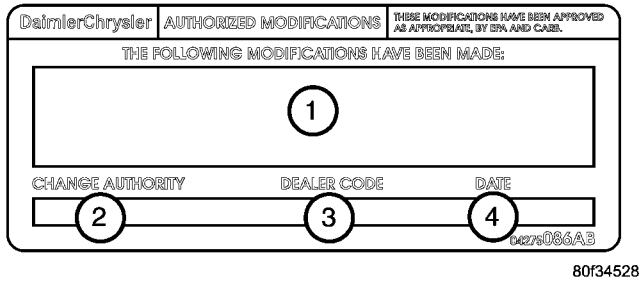 DaimlerChrysler AUTHORIZED MODIFICATIONS THESE MODIFICATIONS HAVE BEEN APPROVED
AS APPROPRIATE, BY EPA AND CARB.
THE FOLLOWING MODIFICATIONS HAVE BEEN MADE:
1
CHANGE AUTHORITY DEALER CODE DATE
2 3 4
04275086AB
80f34528